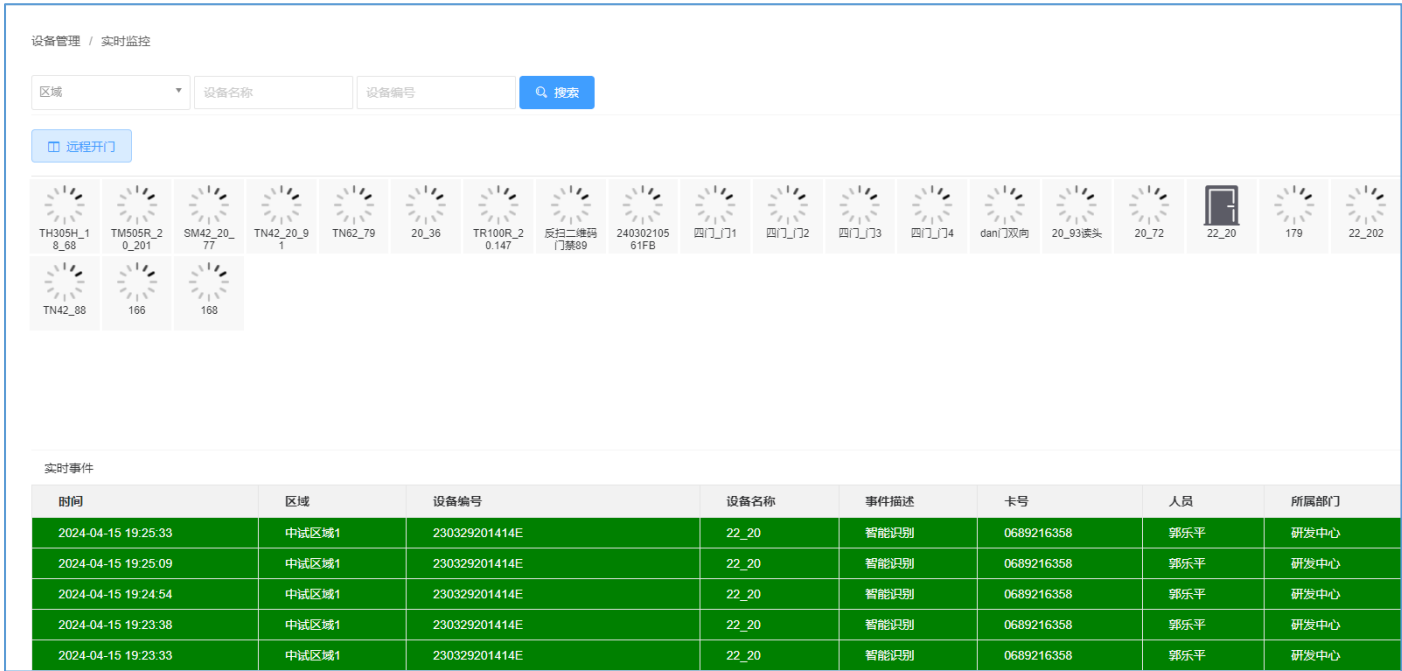 设备管理 / 实时监控
区域 设备名称 设备编号 搜索
远程开门
TH305H_1 TM505R_2 SM42_20_ TN42_20_9 TN62_79 20_36 TR100R_2 反扫二维码 240302105 四门_门1 四门_门2 四门_门3 四门_门4 dan门双向 20_93读头 20_72 22_20 179 22_202
8_68 0_201 77 1 0.147 门禁89 61FB
TN42_88 166 168
实时事件
时间 区域 设备编号 设备名称 事件描述 卡号 人员 所属部门
2024-04-15 19:25:33 中试区域1 230329201414E 22_20 智能识别 0689216358 郭乐平 研发中心
2024-04-15 19:25:09 中试区域1 230329201414E 22_20 智能识别 0689216358 郭乐平 研发中心
2024-04-15 19:24:54 中试区域1 230329201414E 22_20 智能识别 0689216358 郭乐平 研发中心
2024-04-15 19:23:38 中试区域1 230329201414E 22_20 智能识别 0689216358 郭乐平 研发中心
2024-04-15 19:23:33 中试区域1 230329201414E 22_20 智能识别 0689216358 郭乐平 研发中心